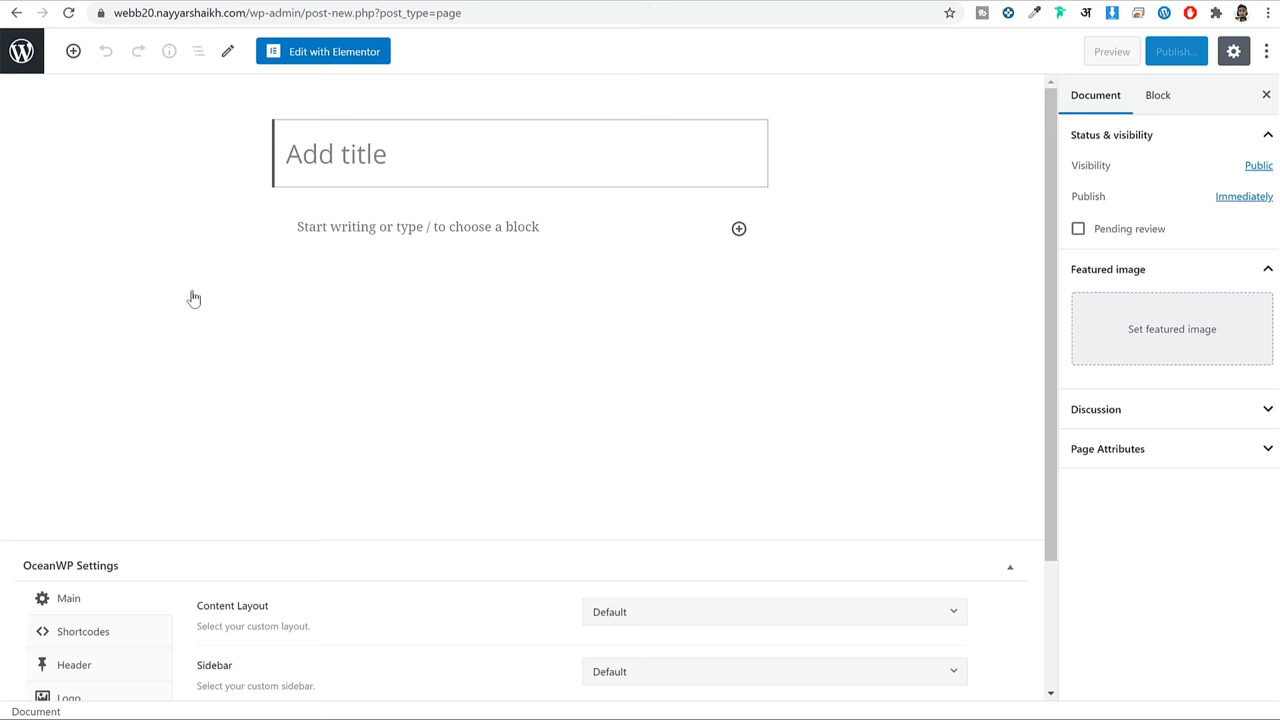 webb20.nayyarshaikh.com/wp-admin/post-new.php?post_type=page
अ
Edit with Elementor
Preview
Publish...
Document
Block
Add title
Status & visibility
Visibility
Public
Start writing or type / to choose a block
Publish
Immediately
Pending review
Featured image
Set featured image
Discussion
Page Attributes
OceanWP Settings
Main
Content Layout
Default
Select your custom layout.
Shortcodes
Header
Sidebar
Default
Select your custom sidebar.
Logo
Document